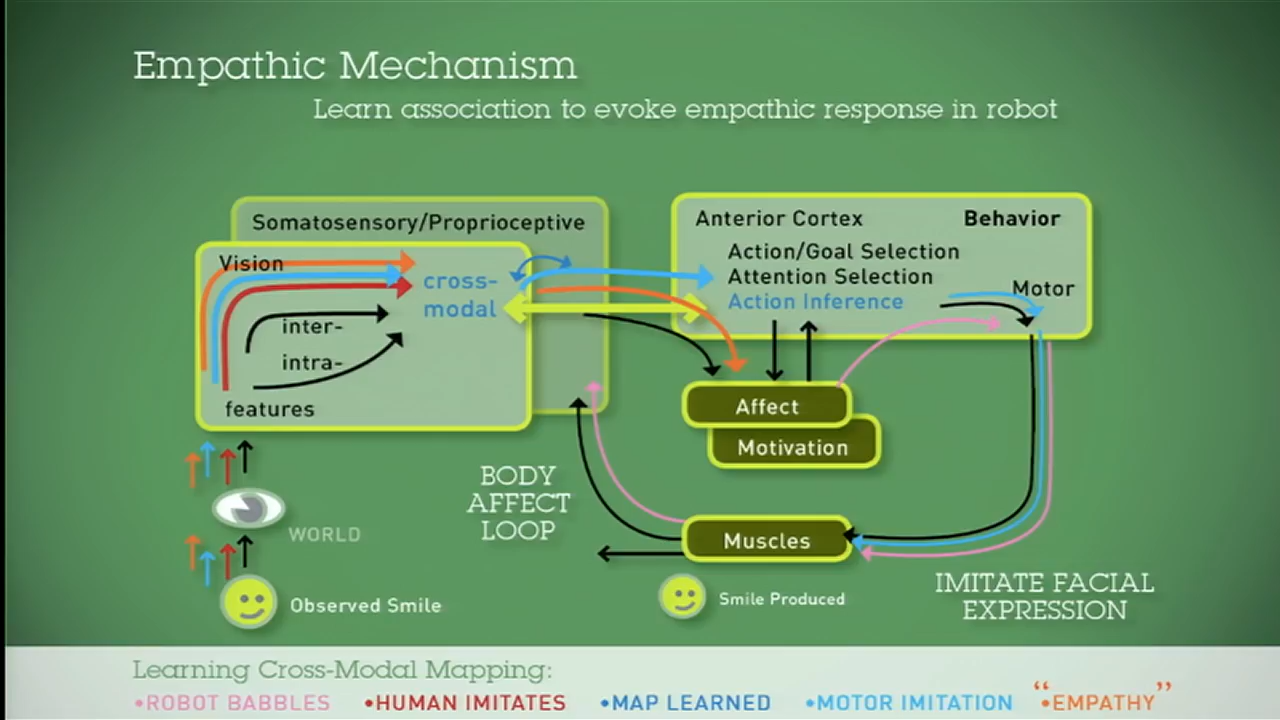 Empathic Mechanism
Learn association to evoke empathic response in robot
Somatosensory/Proprioceptive
Vision
cross-
modal
inter-
intra-
features
Anterior Cortex
Behavior
Action/Goal Selection
Attention Selection
Action Inference
Motor
Affect
Motivation
BODY
AFFECT
LOOP
Muscles
WORLD
Observed Smile
Smile Produced
IMITATE FACIAL
EXPRESSION
Learning Cross-Modal Mapping:
•ROBOT BABBLES •HUMAN IMITATES •MAP LEARNED •MOTOR IMITATION “•EMPATHY”